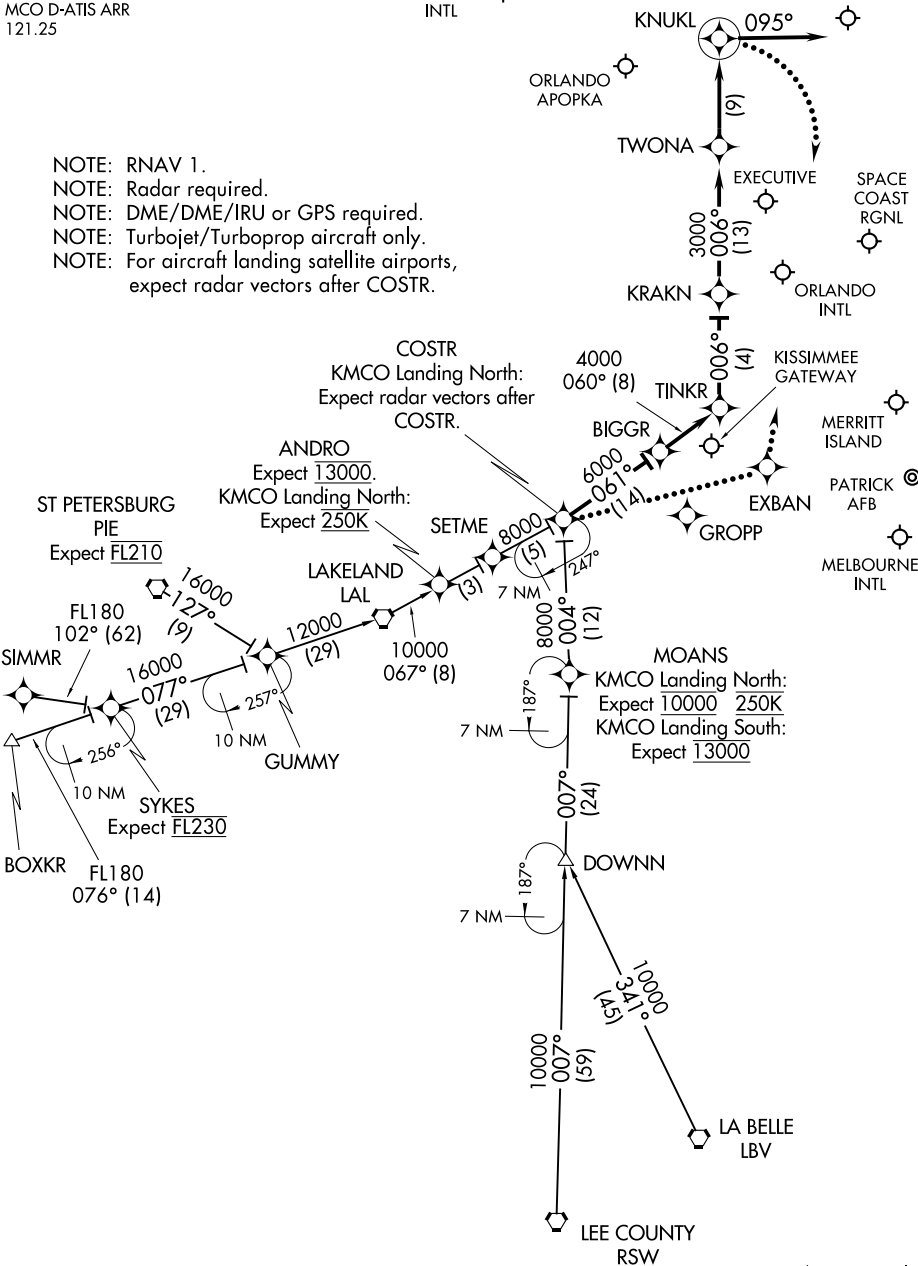 MCO D-ATIS ARR
121.25
INTL
KNUKL
095°
ORLANDO
APOPKA
(9)
TWONA
NOTE: RNAV 1.
NOTE: Radar required.
NOTE: DME/DME/IRU or GPS required.
NOTE: Turbojet/Turboprop aircraft only.
NOTE: For aircraft landing satellite airports,
expect radar vectors after COSTR.
EXECUTIVE
SPACE
COAST
RGNL
3000
006°
(13)
KRAKN
ORLANDO
INTL
006°
(4)
COSTR
KMCO Landing North:
Expect radar vectors after
COSTR.
4000
060° (8)
TINKR
KISSIMMEE
GATEWAY
MERRITT
ISLAND
BIGGR
ANDRO
Expect 13000.
KMCO Landing North:
Expect 250K
6000
061°
(14)
EXBAN
PATRICK
AFB
GROPP
MELBOURNE
INTL
ST PETERSBURG
PIE
Expect FL210
SETME
8000
(5)
247°
7 NM
(3)
LAKELAND
LAL
16000
127°
(9)
12000
(29)
10000
067° (8)
8000
004°
(12)
FL180
102° (62)
SIMMR
16000
077°
(29)
257°
10 NM
GUMMY
MOANS
KMCO Landing North:
Expect 10000 250K
KMCO Landing South:
Expect 13000
187°
7 NM
256°
10 NM
SYKES
Expect FL230
BOXKR
FL180
076° (14)
007°
(24)
DOWNN
187°
7 NM
10000
341°
(45)
10000
007°
(59)
LA BELLE
LBV
LEE COUNTY
RSW